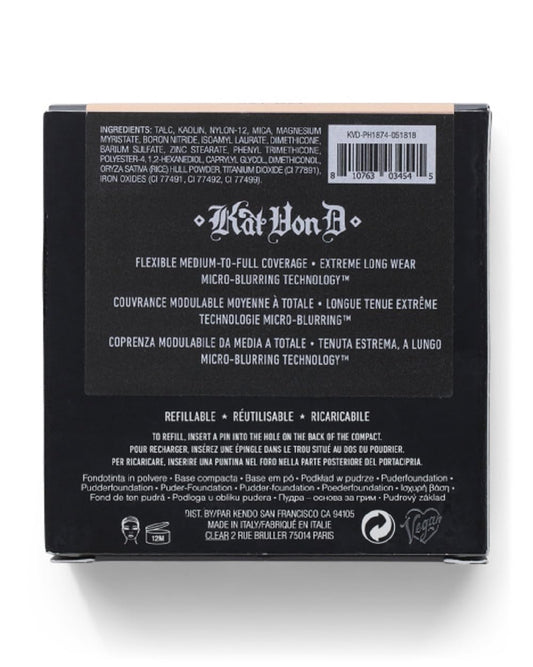 INGREDIENTS: TALC, KAOLIN, NYLON-12, MICA, MAGNESIUM
MYRISTATE, BORON NITRIDE, ISOAMYL LAURATE, DIMETHICONE,
BARIUM SULFATE, ZINC STEARATE, PHENYL TRIMETHICONE,
POLYESTER-4, 1,2-HEXANEDIOL, CAPRYLYL GLYCOL, DIMETHICONOL,
ORYZA SATIVA (RICE) HULL POWDER, TITANIUM DIOXIDE (CI 77891),
IRON OXIDES (CI 77491, CI 77492, CI 77499).
KVD-PH1874-051818
8 10763 03454 5
Kat Von D
FLEXIBLE MEDIUM-TO-FULL COVERAGE • EXTREME LONG WEAR
MICRO-BLURRING TECHNOLOGY™
COUVRANCE MODULABLE MOYENNE À TOTALE • LONGUE TENUE EXTRÊME
TECHNOLOGIE MICRO-BLURRING™
COPRENZA MODULABILE DA MEDIA A TOTALE • TENUTA ESTREMA, A LUNGO
MICRO-BLURRING TECHNOLOGY™
REFILLABLE ★ RÉUTILISABLE ★ RICARICABILE
TO REFILL, INSERT A PIN INTO THE HOLE ON THE BACK OF THE COMPACT.
POUR RECHARGER, INSÉREZ UNE ÉPINGLE DANS LE TROU SITUÉ AU DOS DU POUDRIER.
PER RICARICARE, INSERIRE UNA PUNTINA NEL FORO NELLA PARTE POSTERIORE DEL PORTACIPRIA.
Fondotinta in polvere • Base compacta • Base em pó • Podkład w pudrze • Puderfoundation •
Pudderfoundation • Puder-Foundation • Pudder-foundation • Poederfoundation • Ισχυρή βάση •
Fond de ten pudră • Podloga u obliku pudera • Пудра – основа за грим • Pudrový základ
DIST. BY/PAR KENDO SAN FRANCISCO CA 94105
MADE IN ITALY/FABRIQUÉ EN ITALIE
CLEAR 2 RUE BRULLER 75014 PARIS
12M
Vegan